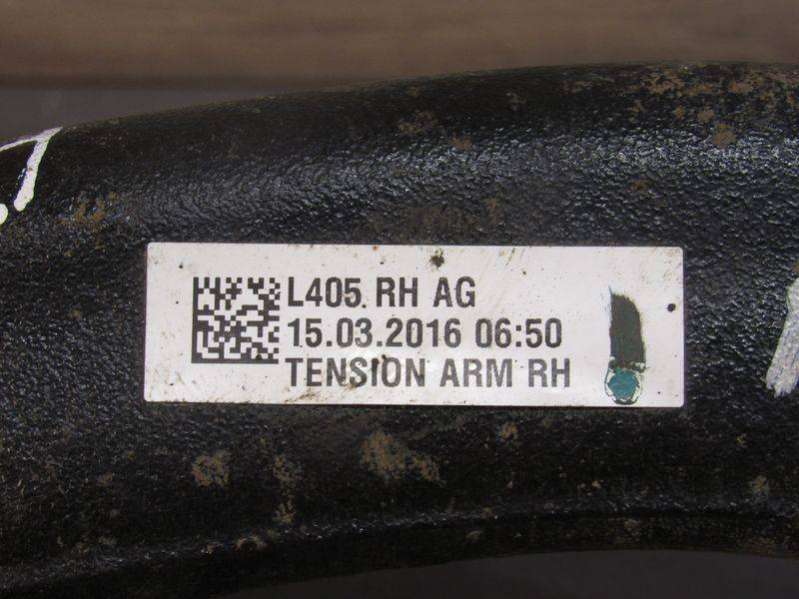 L405 RH AG
15.03.2016 06:50
TENSION ARM RH